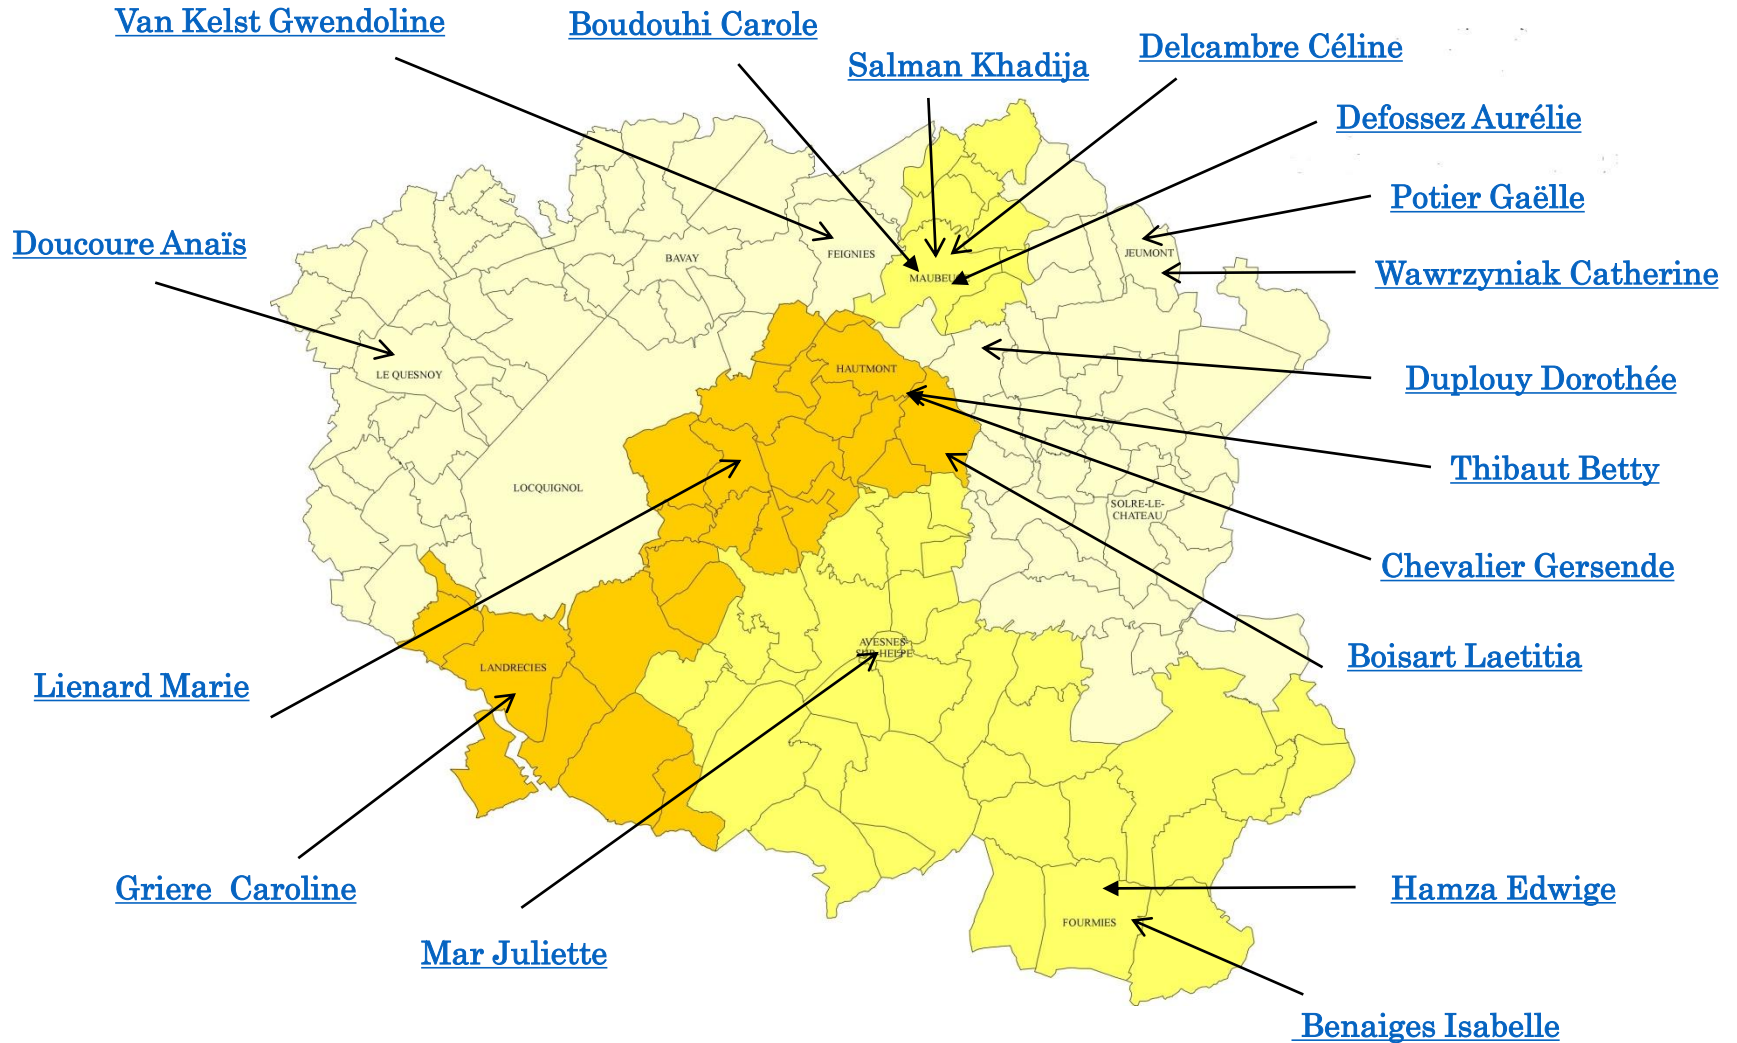 Van Kelst Gwendoline
Boudouhi Carole
Salman Khadija
Delcambre Céline
Defossez Aurélie
Potier Gaëlle
Doucoure Anaïs
BAVAY
FEIGNIES
JEUMONT
Wawrzyniak Catherine
MAUBEU
LE QUESNOY
HAUTMONT
Duplouy Dorothée
Thibaut Betty
LOCQUIGNOL
SOLRE-LE-
CHATEAU
Chevalier Gersende
AVESNES-
SUR-HELPE
Boisart Laetitia
LANDRECIES
Lienard Marie
Griere  Caroline
Hamza Edwige
FOURMIES
Mar Juliette
Benaiges Isabelle